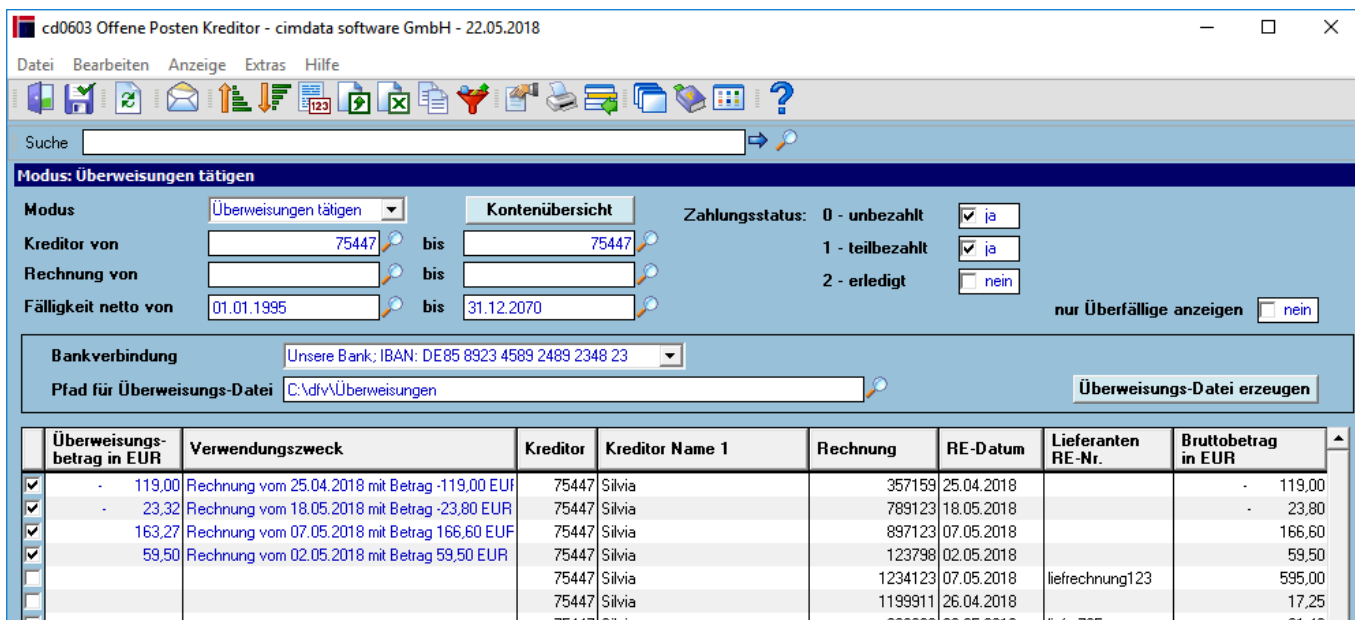 cd0603 Offene Posten Kreditor - cimdata software GmbH - 22.05.2018
Datei Bearbeiten Anzeige Extras Hilfe
123
Suche
Modus: Überweisungen tätigen
Modus Überweisungen tätigen Kontenübersicht Zahlungsstatus: 0 - unbezahlt ja
Kreditor von 75447 bis 75447 1 - teilbezahlt ja
Rechnung von bis 2 - erledigt nein
Fälligkeit netto von 01.01.1995 bis 31.12.2070 nur Überfällige anzeigen nein
Bankverbindung Unsere Bank; IBAN: DE85 8923 4589 2489 2348 23
Pfad für Überweisungs-Datei C:\dfv\Überweisungen Überweisungs-Datei erzeugen
Überweisungs-betrag in EUR Verwendungszweck Kreditor Kreditor Name 1 Rechnung RE-Datum Lieferanten RE-Nr. Bruttobetrag in EUR
- 119,00 Rechnung vom 25.04.2018 mit Betrag -119,00 EUR 75447 Silvia 357159 25.04.2018 - 119,00
- 23,32 Rechnung vom 18.05.2018 mit Betrag -23,80 EUR 75447 Silvia 789123 18.05.2018 - 23,80
163,27 Rechnung vom 07.05.2018 mit Betrag 166,60 EUR 75447 Silvia 897123 07.05.2018 166,60
59,50 Rechnung vom 02.05.2018 mit Betrag 59,50 EUR 75447 Silvia 123798 02.05.2018 59,50
75447 Silvia 1234123 07.05.2018 liefrechnung123 595,00
75447 Silvia 1199911 26.04.2018 17,25